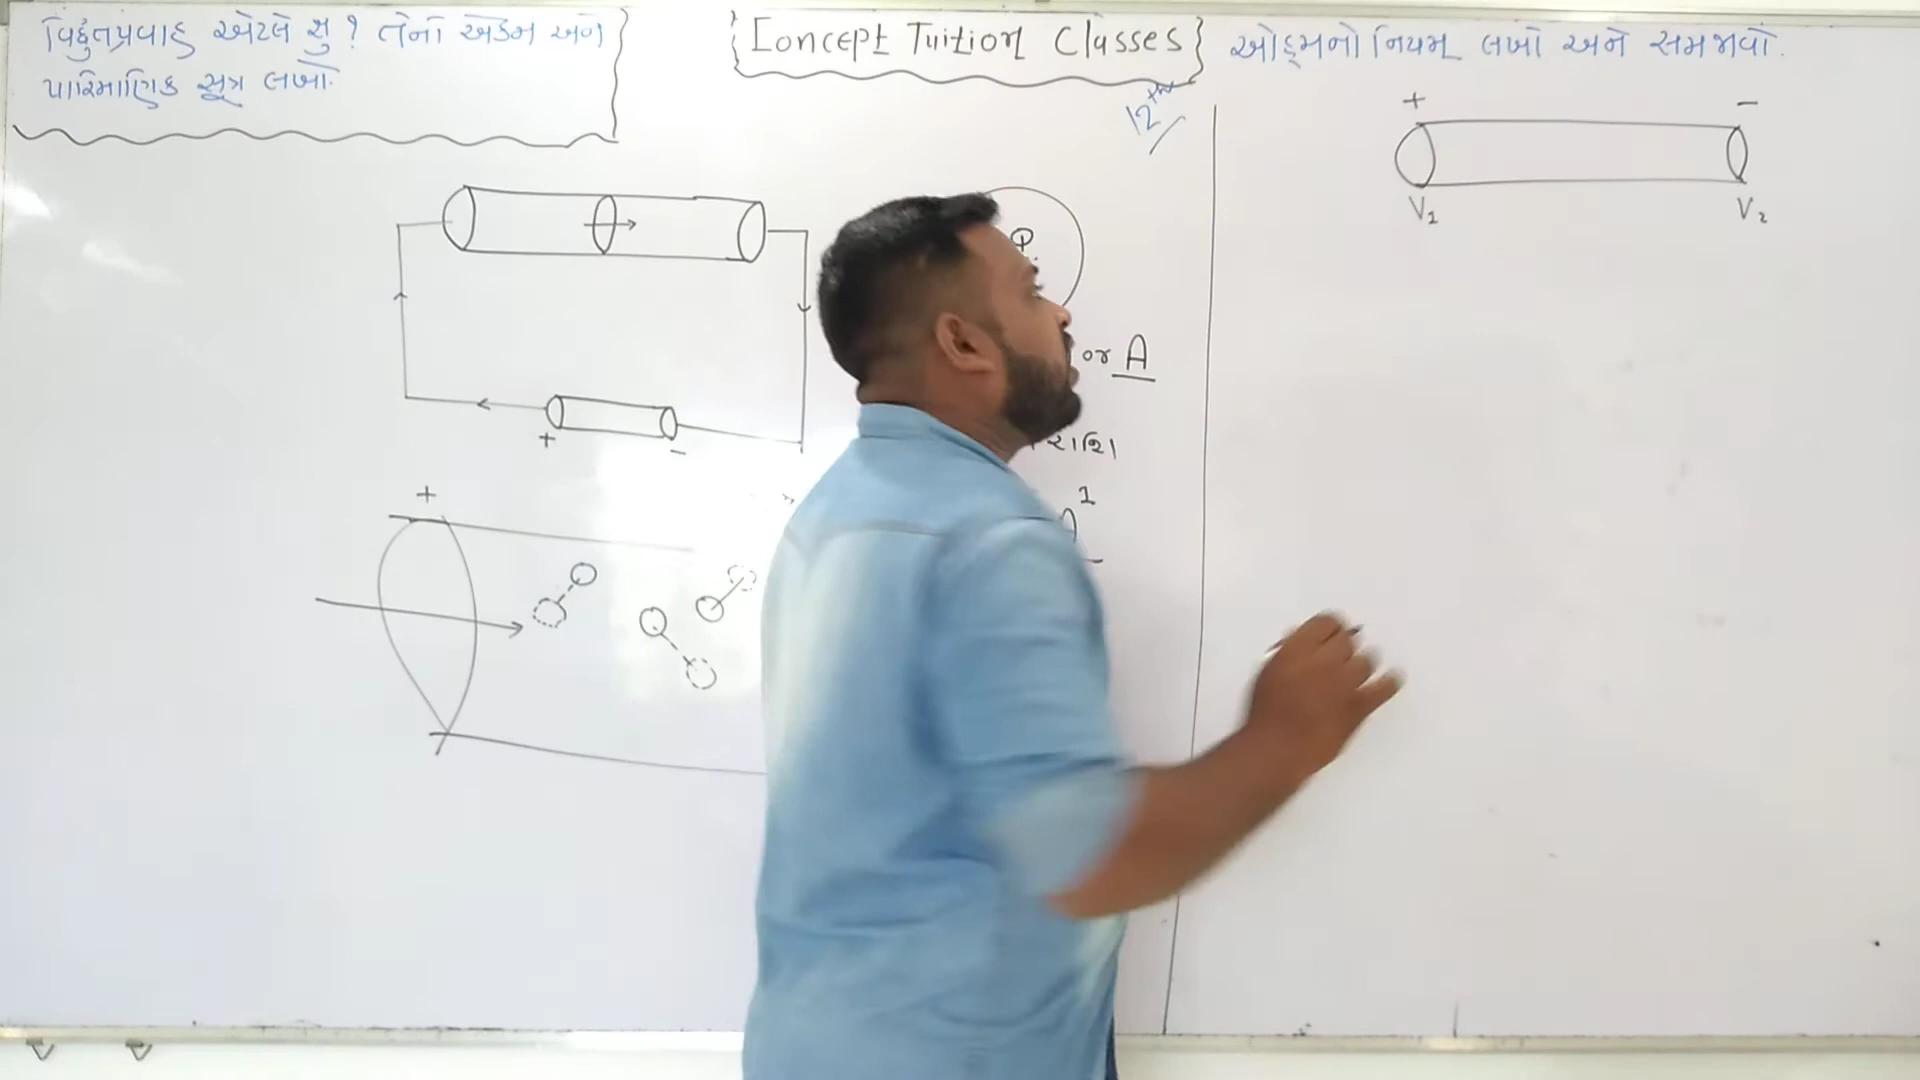 વિદ્યુતપ્રવાહ એટલે શુ ? તેનો એકમ અને
પારિમાણિક સૂત્ર લખો.
Concept Tuition Classes
12th
ઓહ્મનો નિયમ લખો અને સમજાવો.
+ -
V1 V2
Q
or A
+ -
રાશિ
A1
+